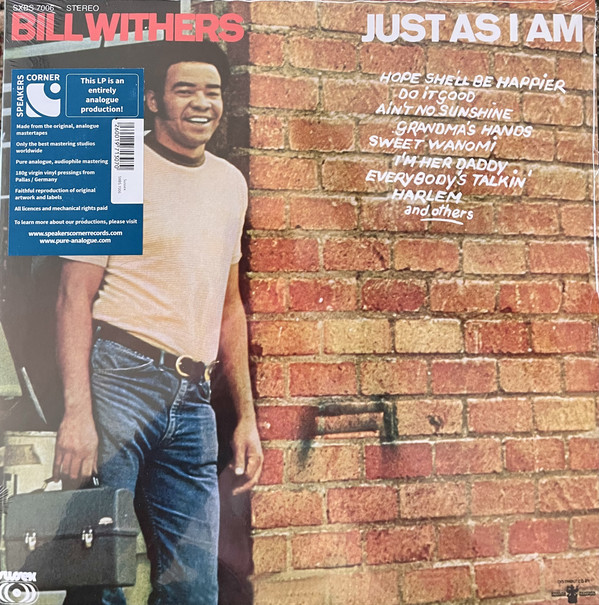 SXBS 7006 STEREO
BILL WITHERS
JUST AS I AM
SPEAKERS CORNER
This LP is an
entirely
analogue
production!
Made from the original, analogue
mastertapes
Only the best mastering studios
worldwide
Pure analogue, audiophile mastering
180g virgin vinyl pressings from
Pallas / Germany
Faithful reproduction of original
artwork and labels
All licences and mechanical rights paid
To learn more about our productions, please visit
www.speakerscornerrecords.com
www.pure-analogue.com
HOPE SHE'LL BE HAPPIER
DO IT GOOD
AIN'T NO SUNSHINE
GRANDMA'S HANDS
SWEET WANOMI
I'M HER DADDY
EVERYBODY'S TALKIN'
HARLEM
and others
sussex